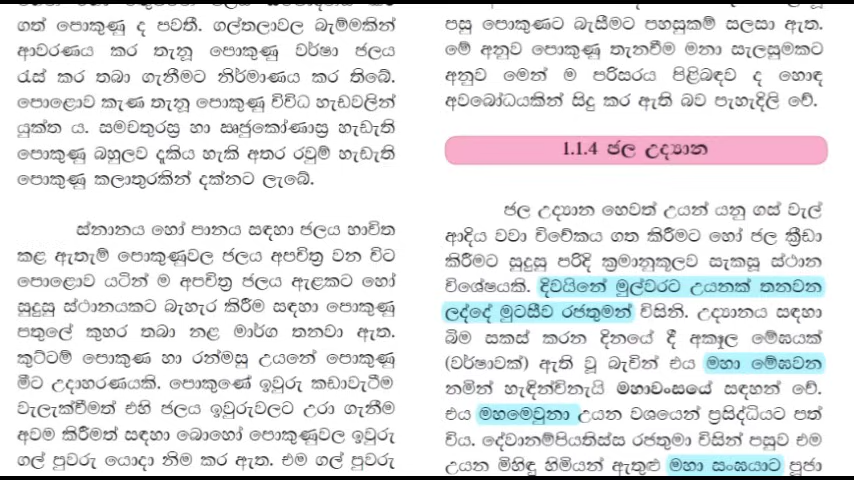 ගත් පොකුණු ද පවතී. ගල්තලාවල බැම්මකින්
ආවරණය කර තැනූ පොකුණු වර්ෂා ජලය
රැස් කර තබා ගැනීමට නිර්මාණය කර තිබේ.
පොළොව කැණ තැනූ පොකුණු විවිධ හැඩවලින්
යුක්ත ය. සමචතුරස්‍ර හා ඍජුකෝණාස්‍ර හැඩැති
පොකුණු බහුලව දැකිය හැකි අතර රවුම් හැඩැති
පොකුණු කලාතුරකින් දක්නට ලැබේ.
ස්නානය හෝ පානය සඳහා ජලය භාවිත
කළ ඇතැම් පොකුණුවල ජලය අපවිත්‍ර වන විට
පොළොව යටින් ම අපවිත්‍ර ජලය ඇළකට හෝ
සුදුසු ස්ථානයකට බැහැර කිරීම සඳහා පොකුණු
පතුලේ කුහර තබා නළ මාර්ග තනවා ඇත.
කුට්ටම් පොකුණ හා රන්මසු උයනේ පොකුණු
මීට උදාහරණයකි. පොකුණේ ඉවුරු කඩාවැටීම
වැලැක්වීමත් එහි ජලය ඉවුරුවලට උරා ගැනීම
අවම කිරීමත් සඳහා බොහෝ පොකුණුවල ඉවුරු
ගල් පුවරු යොදා නිම කර ඇත. එම ගල් පුවරු
පසු පොකුණට බැසීමට පහසුකම් සලසා ඇත.
මේ අනුව පොකුණු තැනවීම මනා සැලසුමකට
අනුව මෙන් ම පරිසරය පිළිබඳව ද හොඳ
අවබෝධයකින් සිදු කර ඇති බව පැහැදිලි වේ.
1.1.4 ජල උද්‍යාන
ජල උද්‍යාන හෙවත් උයන් යනු ගස් වැල්
ආදිය වවා විවේකය ගත කිරීමට හෝ ජල ක්‍රීඩා
කිරීමට සුදුසු පරිදි ක්‍රමානුකූලව සැකසූ ස්ථාන
විශේෂයකි. දිවයිනේ මුල්වරට උයනක් තනවන
ලද්දේ මුටසීව රජතුමන් විසිනි. උද්‍යානය සඳහා
බිම සකස් කරන දිනයේ දී අකාල මේඝයක්
(වර්ෂාවක්) ඇති වූ බැවින් එය මහා මේඝවන
නමින් හැඳින්වීනැයි මහාවංසයේ සඳහන් වේ.
එය මහමෙවුනා උයන වශයෙන් ප්‍රසිද්ධියට පත්
විය. දේවානම්පියතිස්ස රජතුමා විසින් පසුව එම
උයන මිහිඳු හිමියන් ඇතුළු මහා සංඝයාට පූජා